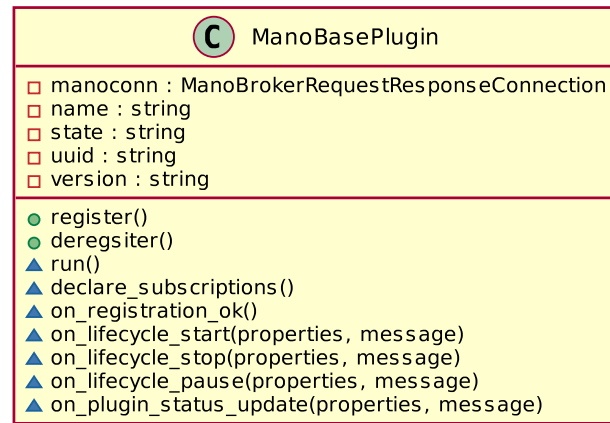 C ManoBasePlugin
manoconn : ManoBrokerRequestResponseConnection
name : string
state : string
uuid : string
version : string
register()
deregsiter()
run()
declare_subscriptions()
on_registration_ok()
on_lifecycle_start(properties, message)
on_lifecycle_stop(properties, message)
on_lifecycle_pause(properties, message)
on_plugin_status_update(properties, message)